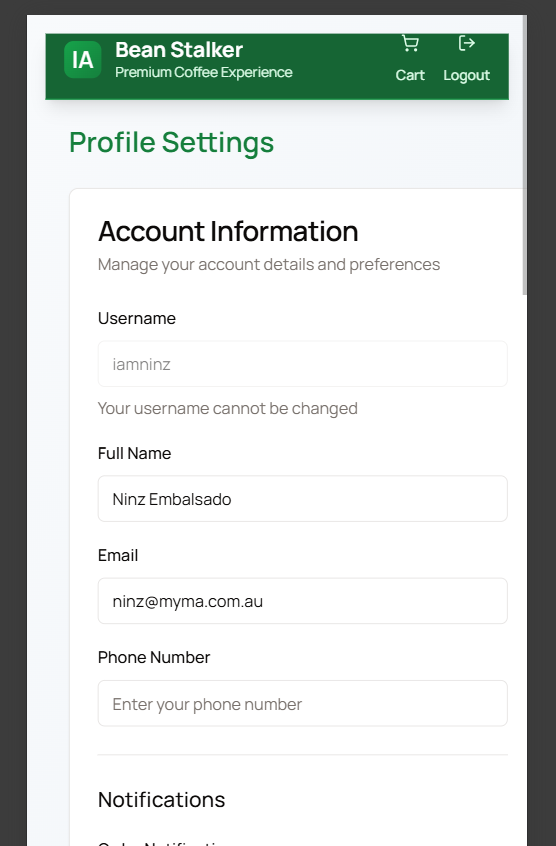 IA
Bean Stalker
Premium Coffee Experience
Cart
Logout
Profile Settings
Account Information
Manage your account details and preferences
Username
iamninz
Your username cannot be changed
Full Name
Ninz Embalsado
Email
ninz@myma.com.au
Phone Number
Enter your phone number
Notifications